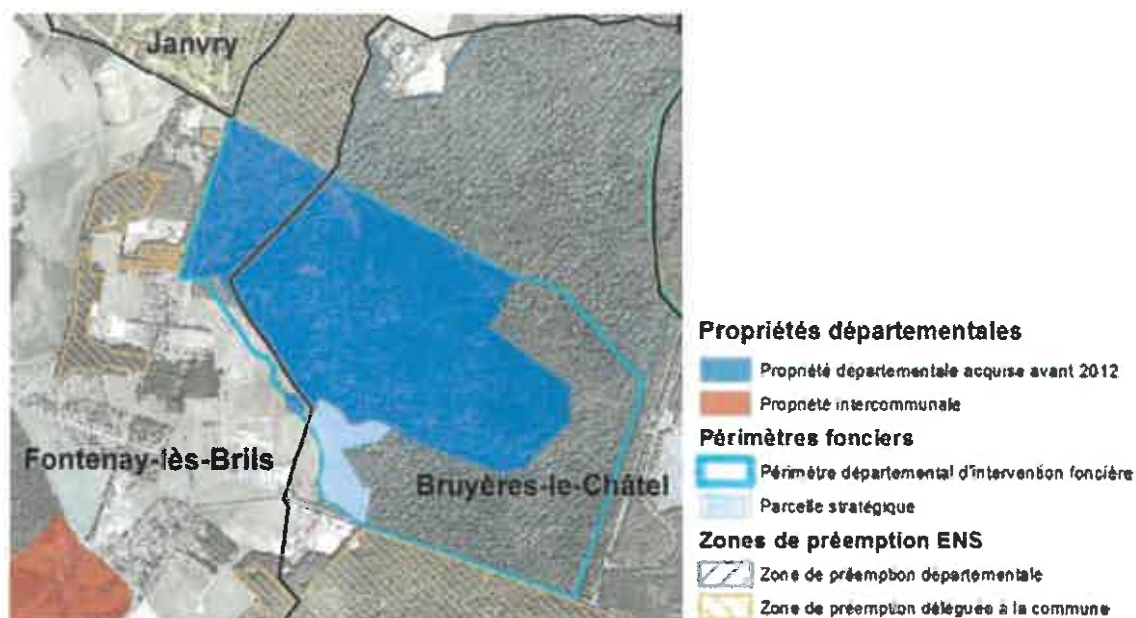 Janvry
Fontenay-lès-Briis
Bruyères-le-Châtel
Propriétés départementales
Propriété départementale acquise avant 2012
Propriété intercommunale
Périmètres fonciers
Périmètre départemental d'intervention foncière
Parcelle stratégique
Zones de préemption ENS
Zone de préemption départementale
Zone de préemption déléguée à la commune